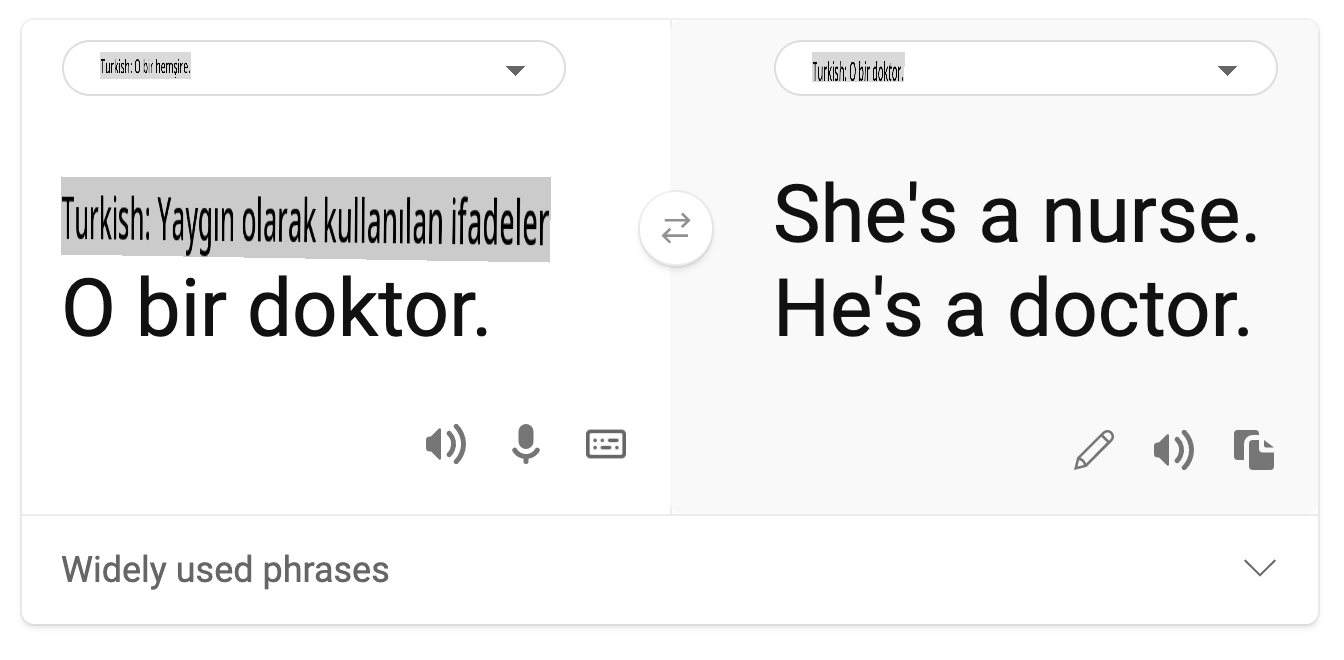 Turkish: O bir hemşire.
Turkish: O bir doktor.
Turkish: Yaygın olarak kullanılan ifadeler
O bir doktor.
She's a nurse.
He's a doctor.
Widely used phrases